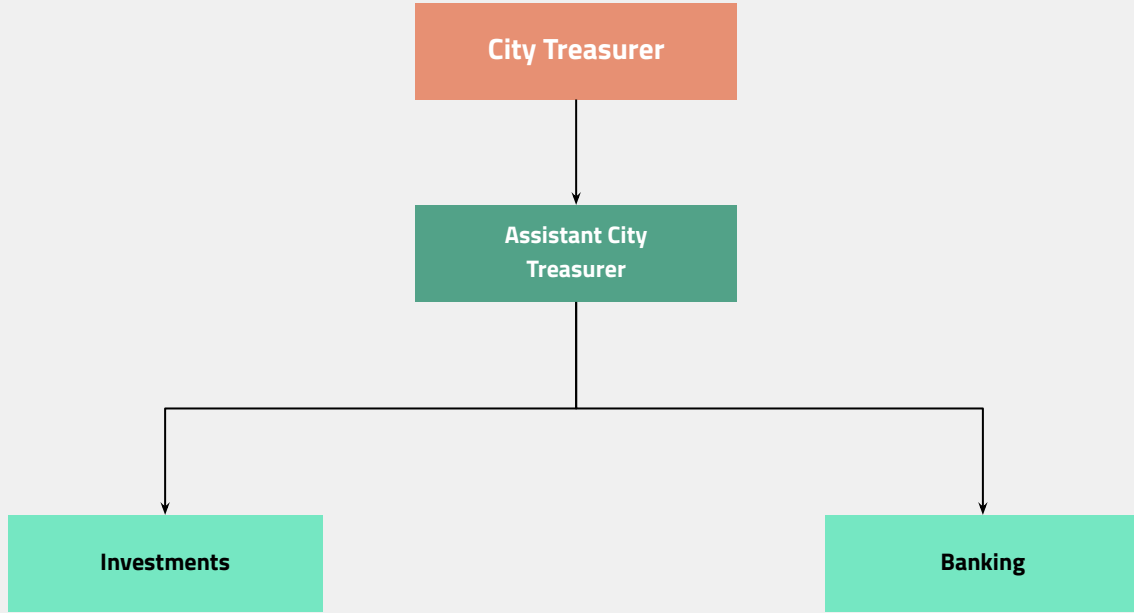 City Treasurer
Assistant City
Treasurer
Investments
Banking